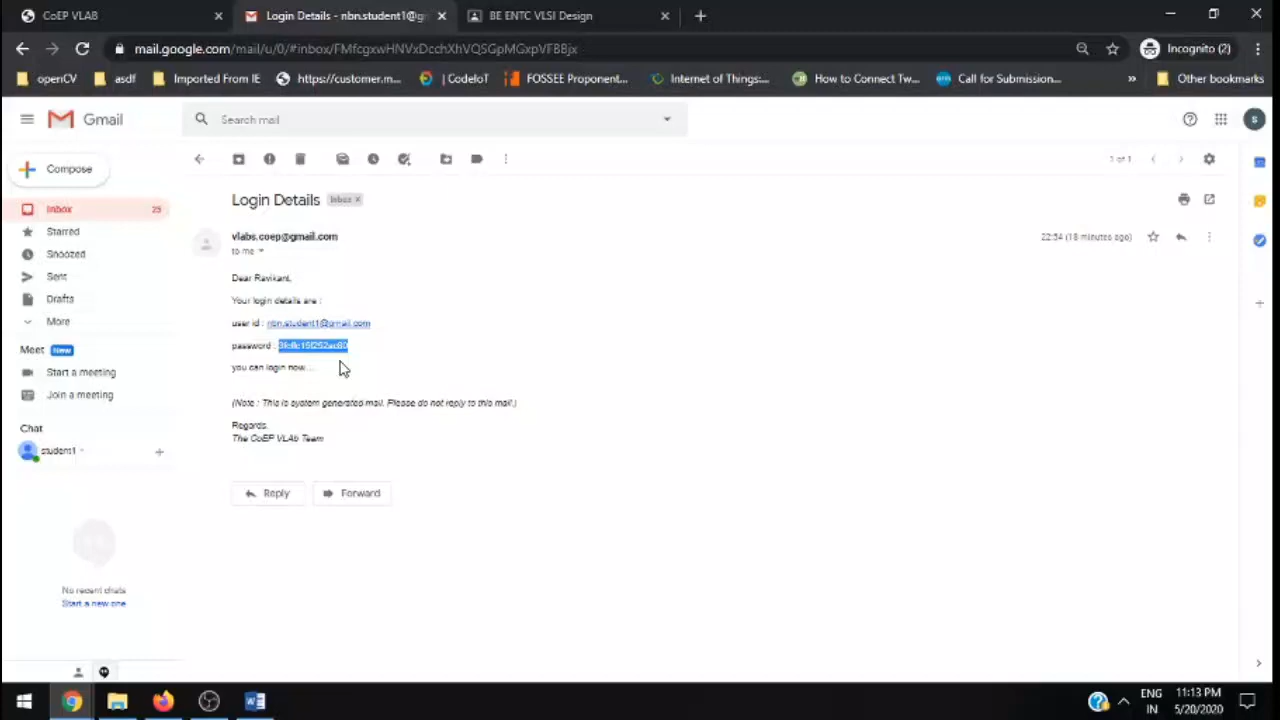 CoEP VLAB
Login Details - nbn.student1@g
BE ENTC VLSI Design
mail.google.com/mail/u/0/#inbox/
Incognito (2)
openCV
asdf
Imported From IE
https://customer.m...
| CodeIoT
FOSSEE Proponent...
Internet of Things:...
How to Connect Tw...
Call for Submission...
»
Other bookmarks
Gmail
Search mail
S
Compose
1 of 1
Inbox 25
Starred
Snoozed
Sent
Drafts
More
Meet New
Start a meeting
Join a meeting
Chat
student1
No recent chats
Start a new one
Login Details Inbox x
vlabs.coep@gmail.com
22:54 (18 minutes ago)
to me
Dear Ravikant,
Your login details are :
user id : nbn.student1@gmail.com
password :
you can login now...
(Note : This is system generated mail. Please do not reply to this mail.)
Regards,
The CoEP VLAb Team
Reply
Forward
ENG
IN
11:13 PM
5/20/2020